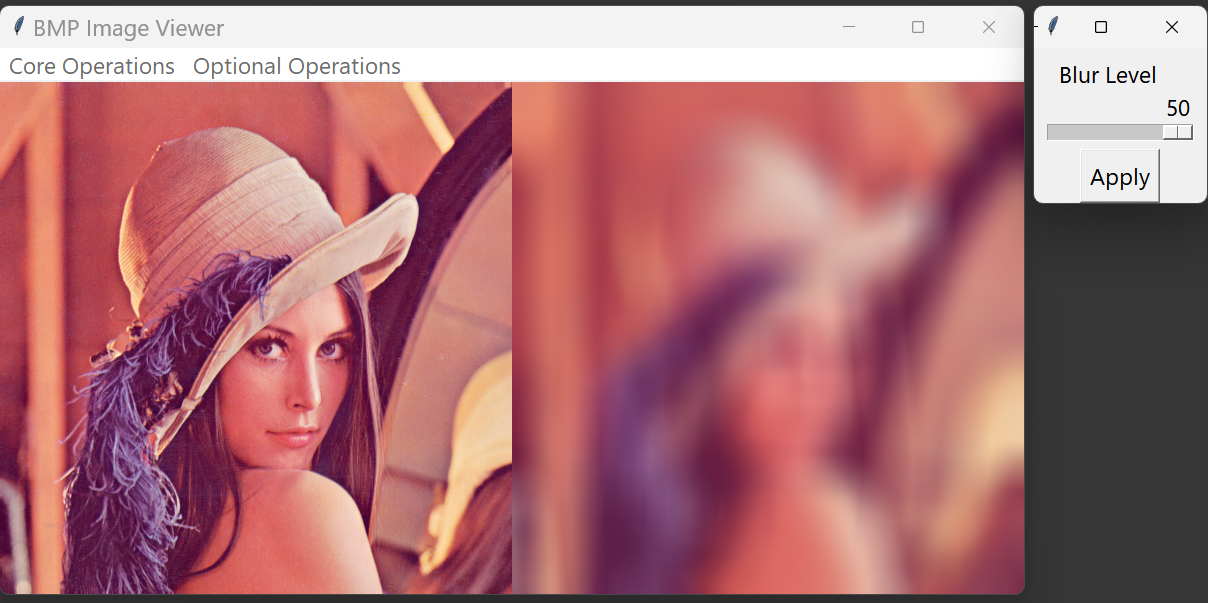 BMP Image Viewer
Core Operations Optional Operations
Blur Level
50
Apply